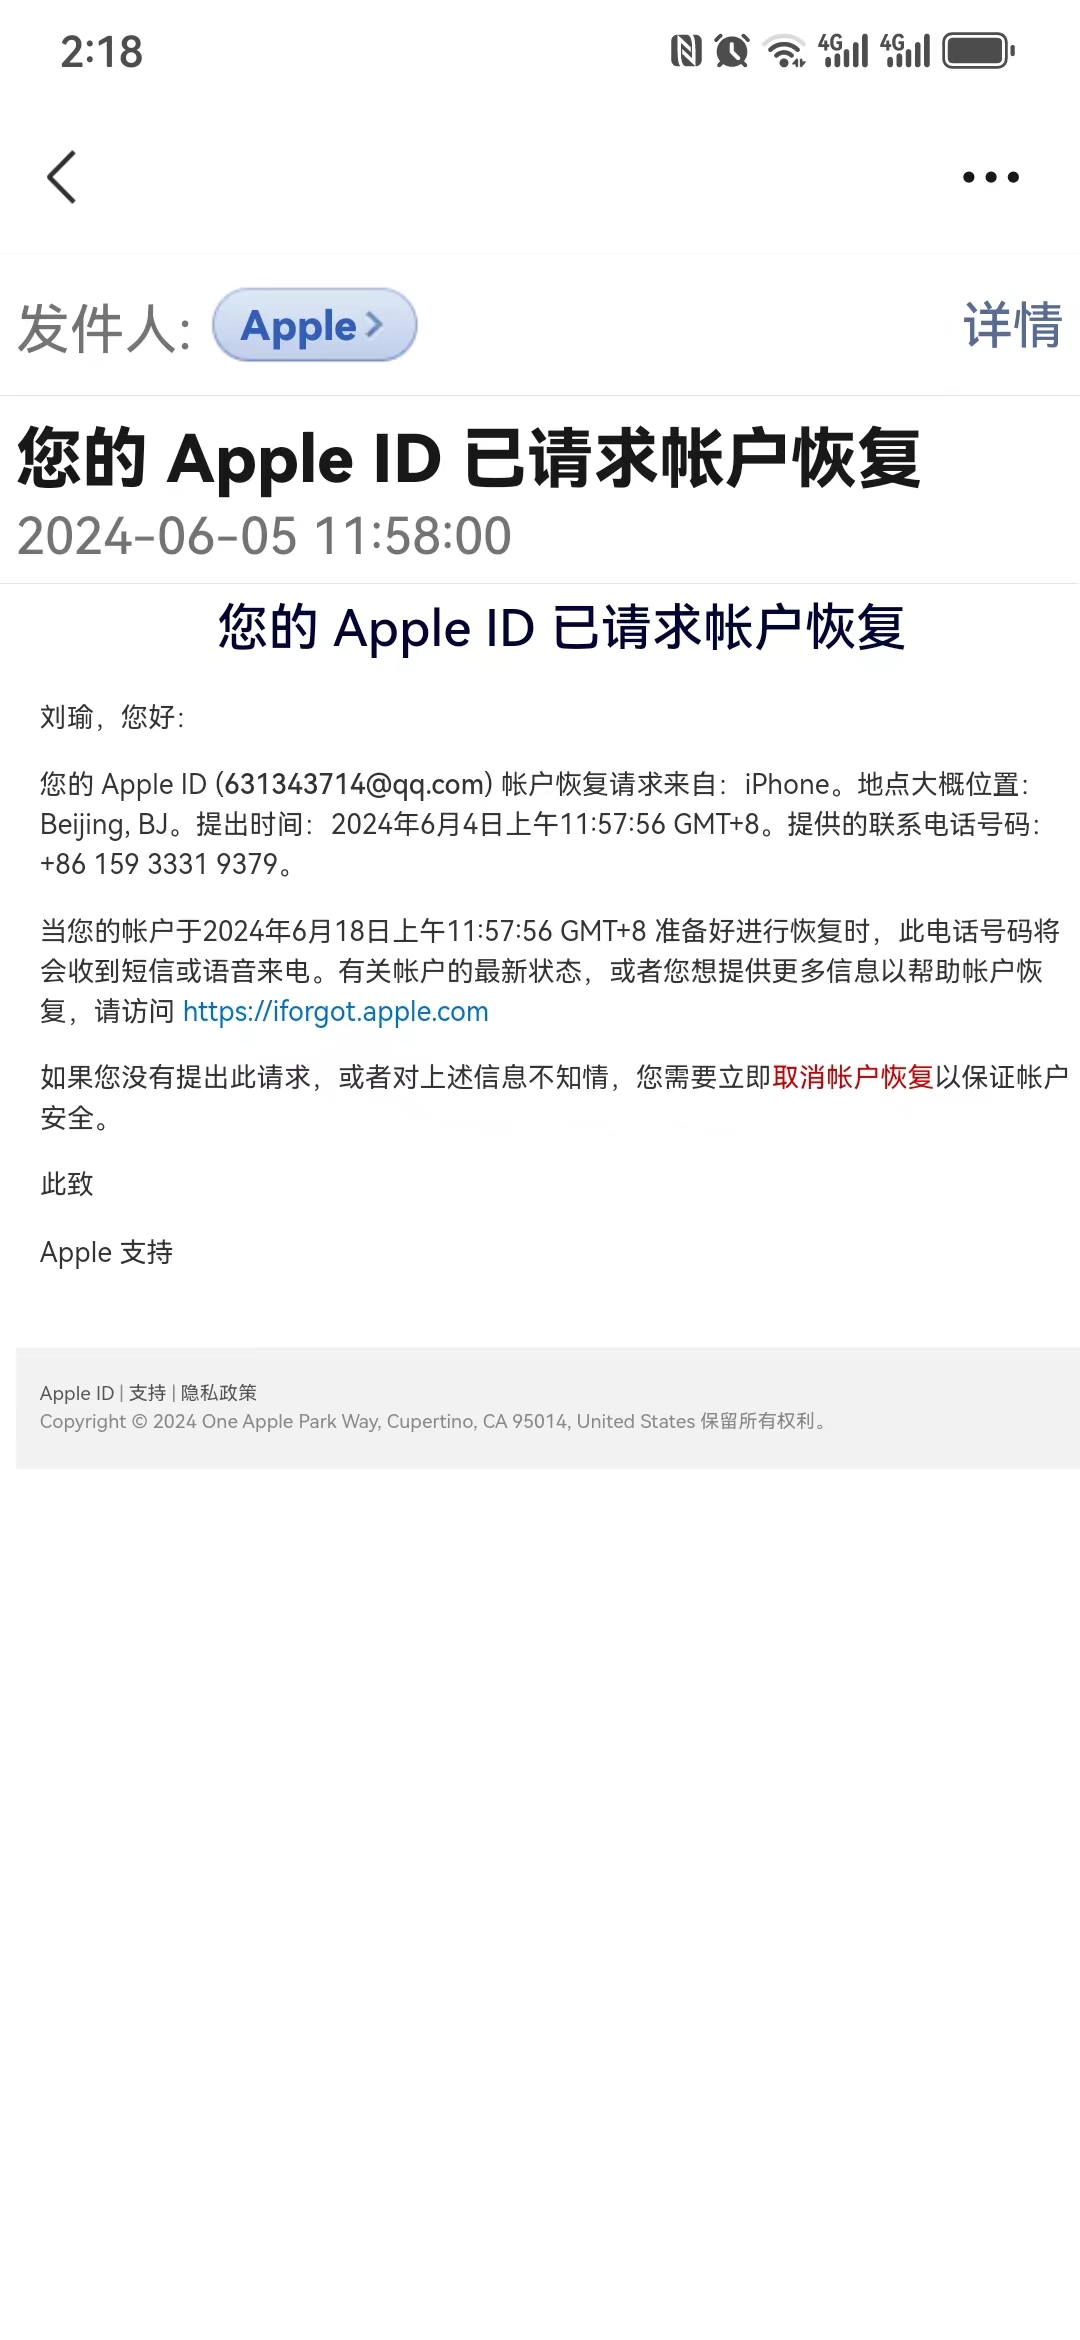 2:18
4G 4G
发件人: Apple
详情
您的 Apple ID 已请求帐户恢复
2024-06-05 11:58:00
您的 Apple ID 已请求帐户恢复
刘瑜，您好：
您的 Apple ID (631343714@qq.com) 帐户恢复请求来自：iPhone。地点大概位置：
Beijing, BJ。提出时间：2024年6月4日上午11:57:56 GMT+8。提供的联系电话号码：
+86 159 3331 9379。
当您的帐户于2024年6月18日上午11:57:56 GMT+8 准备好进行恢复时，此电话号码将
会收到短信或语音来电。有关帐户的最新状态，或者您想提供更多信息以帮助帐户恢
复，请访问 https://iforgot.apple.com
如果您没有提出此请求，或者对上述信息不知情，您需要立即取消帐户恢复以保证帐户
安全。
此致
Apple 支持
Apple ID | 支持 | 隐私政策
Copyright © 2024 One Apple Park Way, Cupertino, CA 95014, United States 保留所有权利。